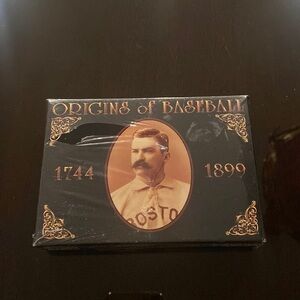 ORIGINS of BASEBALL
1744
1899
BOSTO